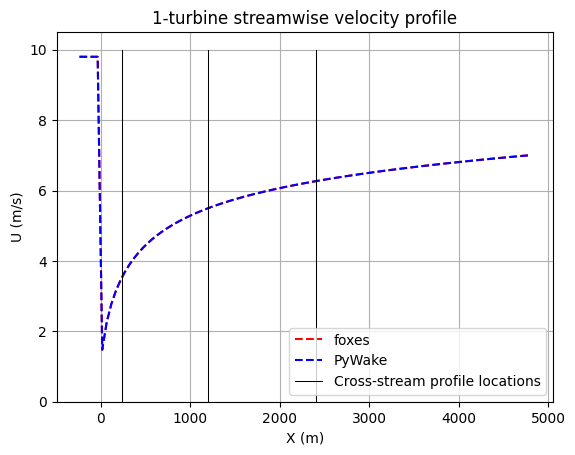 1-turbine streamwise velocity profile
U (m/s)
10
8
6
4
2
0
foxes
PyWake
Cross-stream profile locations
0 1000 2000 3000 4000 5000
X (m)